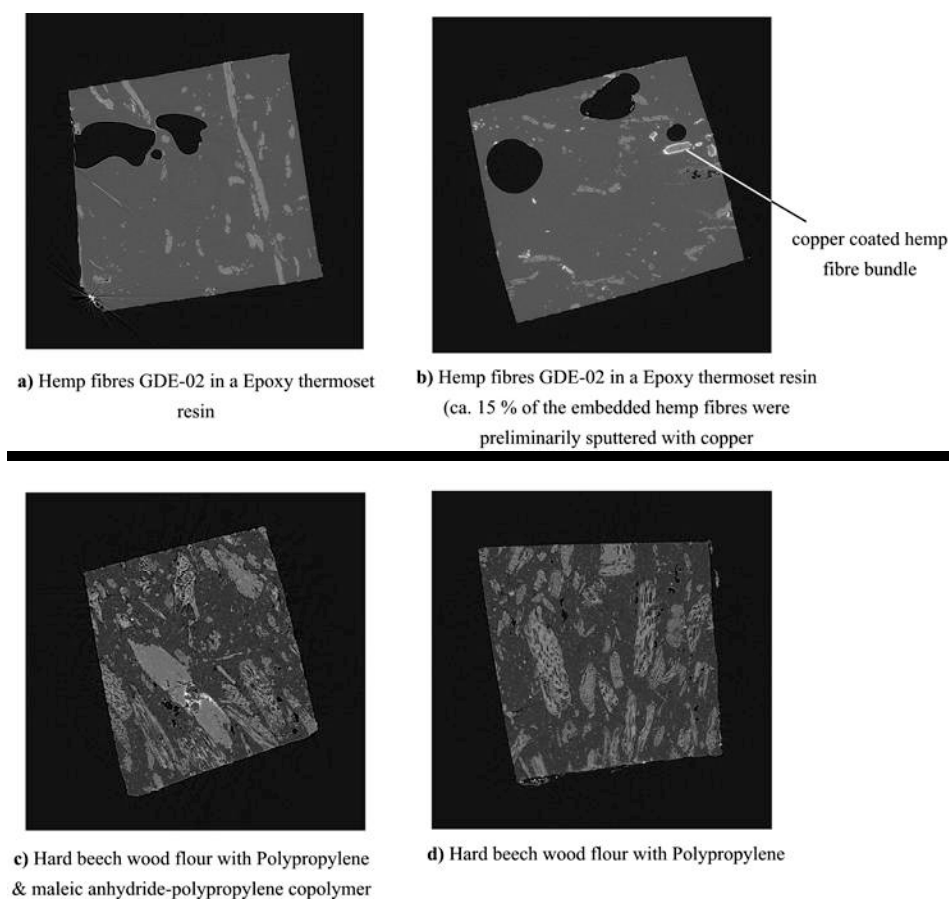 copper coated hemp
fibre bundle
a) Hemp fibres GDE-02 in a Epoxy thermoset
resin
b) Hemp fibres GDE-02 in a Epoxy thermoset resin
(ca. 15 % of the embedded hemp fibres were
preliminarily sputtered with copper
c) Hard beech wood flour with Polypropylene
& maleic anhydride-polypropylene copolymer
d) Hard beech wood flour with Polypropylene